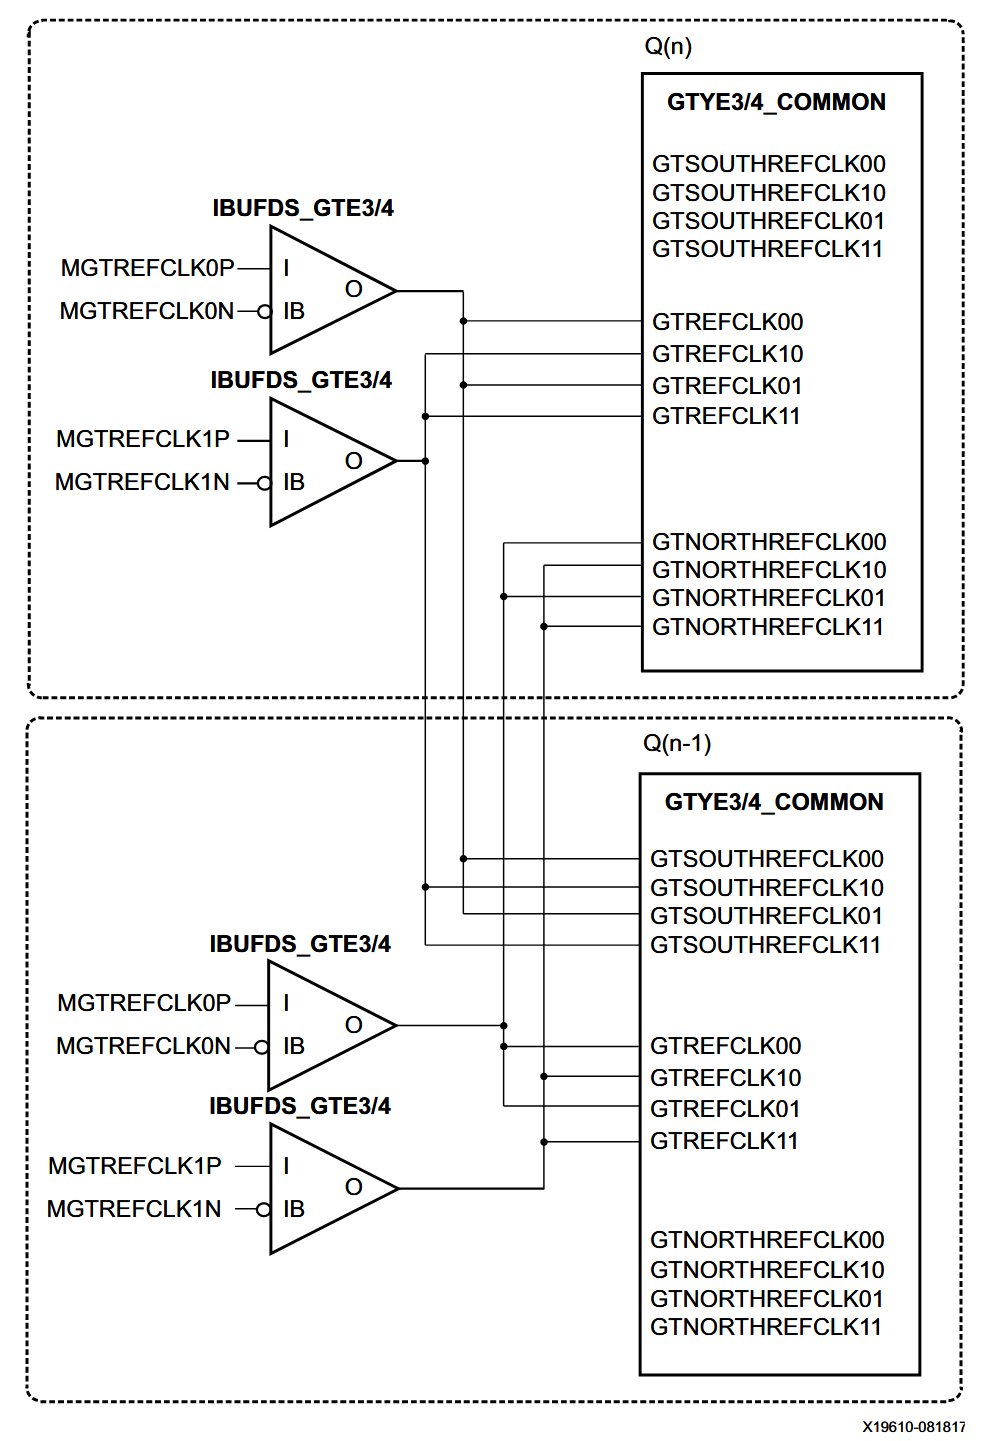 Q(n)
GTYE3/4_COMMON
GTSOUTHREFCLK00
GTSOUTHREFCLK10
GTSOUTHREFCLK01
GTSOUTHREFCLK11
IBUFDS_GTE3/4
MGTREFCLK0P
I
O
MGTREFCLK0N
IB
GTREFCLK00
GTREFCLK10
GTREFCLK01
GTREFCLK11
IBUFDS_GTE3/4
MGTREFCLK1P
I
O
MGTREFCLK1N
IB
GTNORTHREFCLK00
GTNORTHREFCLK10
GTNORTHREFCLK01
GTNORTHREFCLK11
Q(n-1)
GTYE3/4_COMMON
GTSOUTHREFCLK00
GTSOUTHREFCLK10
GTSOUTHREFCLK01
GTSOUTHREFCLK11
IBUFDS_GTE3/4
MGTREFCLK0P
I
O
MGTREFCLK0N
IB
GTREFCLK00
GTREFCLK10
GTREFCLK01
GTREFCLK11
IBUFDS_GTE3/4
MGTREFCLK1P
I
O
MGTREFCLK1N
IB
GTNORTHREFCLK00
GTNORTHREFCLK10
GTNORTHREFCLK01
GTNORTHREFCLK11
X19610-081817